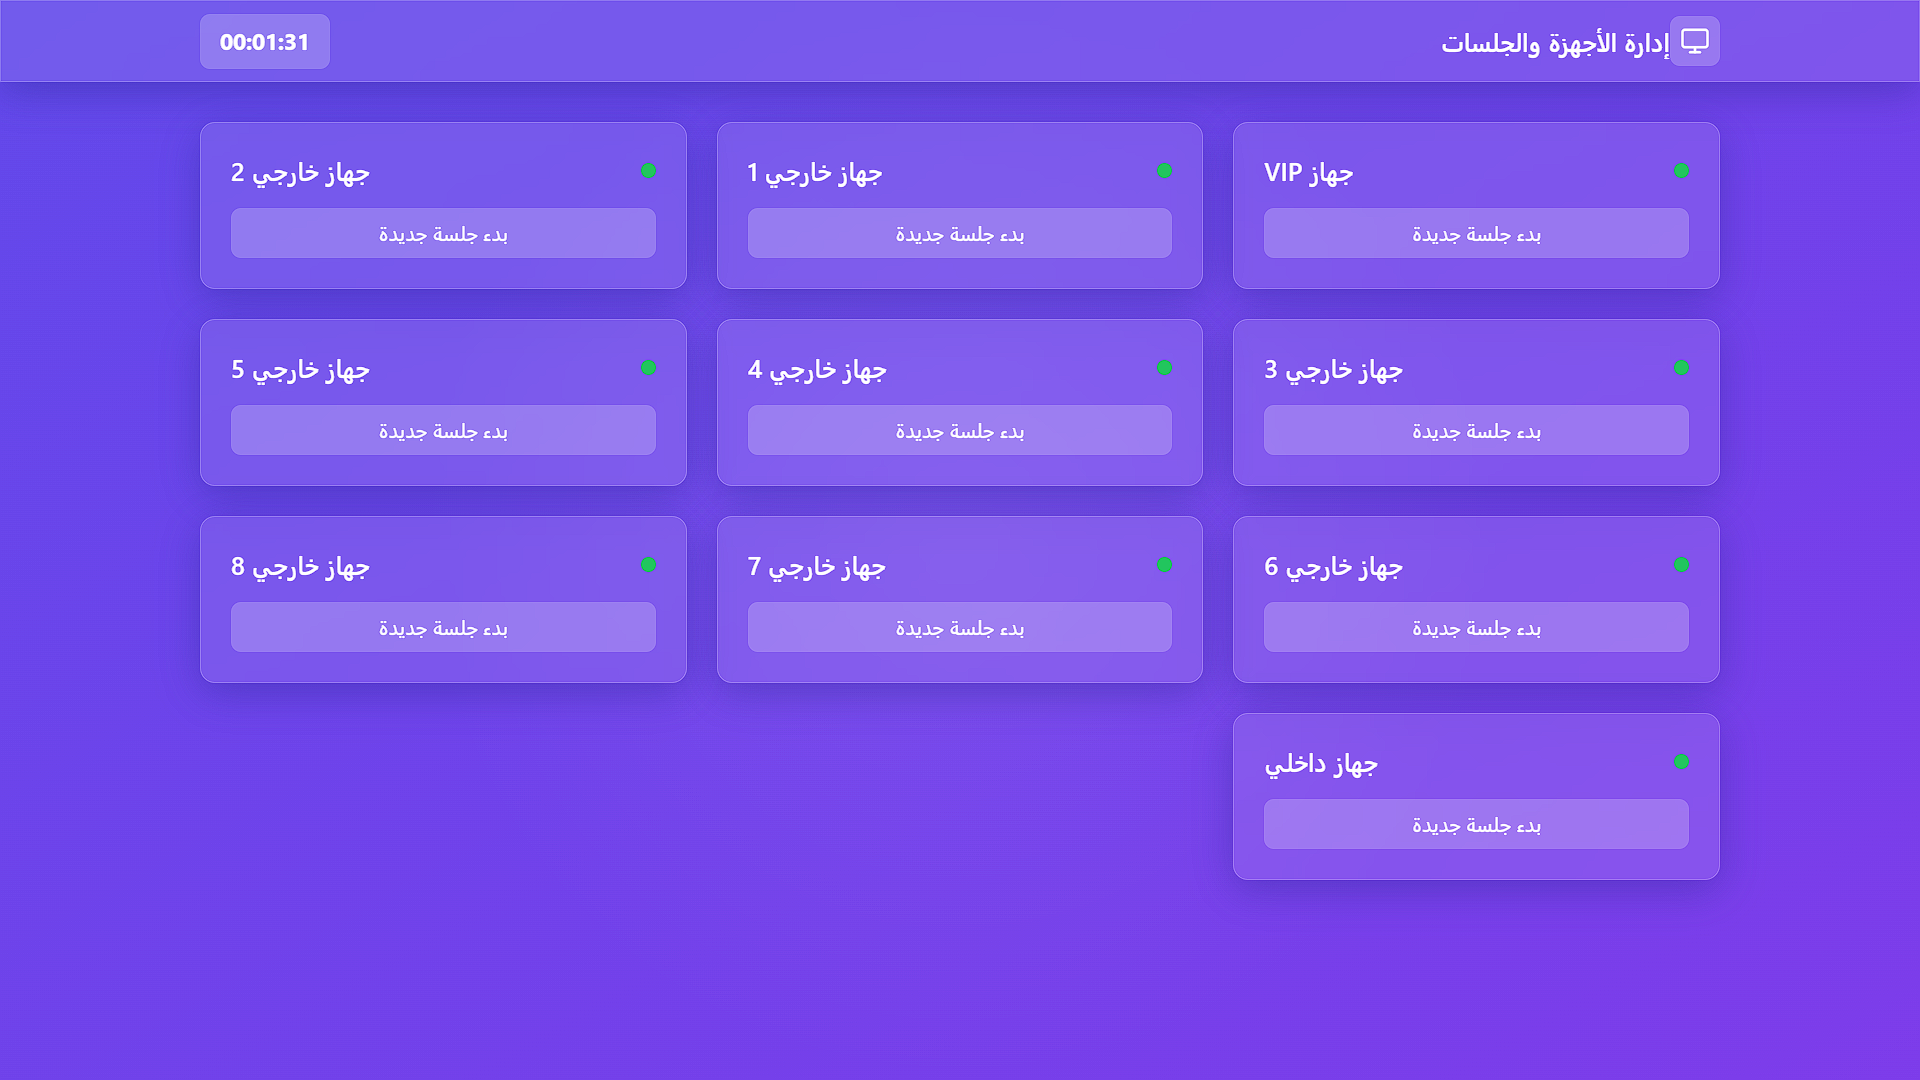 إدارة الأجهزة والجلسات
00:01:31
جهاز VIP
بدء جلسة جديدة
جهاز خارجي 1
بدء جلسة جديدة
جهاز خارجي 2
بدء جلسة جديدة
جهاز خارجي 3
بدء جلسة جديدة
جهاز خارجي 4
بدء جلسة جديدة
جهاز خارجي 5
بدء جلسة جديدة
جهاز خارجي 6
بدء جلسة جديدة
جهاز خارجي 7
بدء جلسة جديدة
جهاز خارجي 8
بدء جلسة جديدة
جهاز داخلي
بدء جلسة جديدة